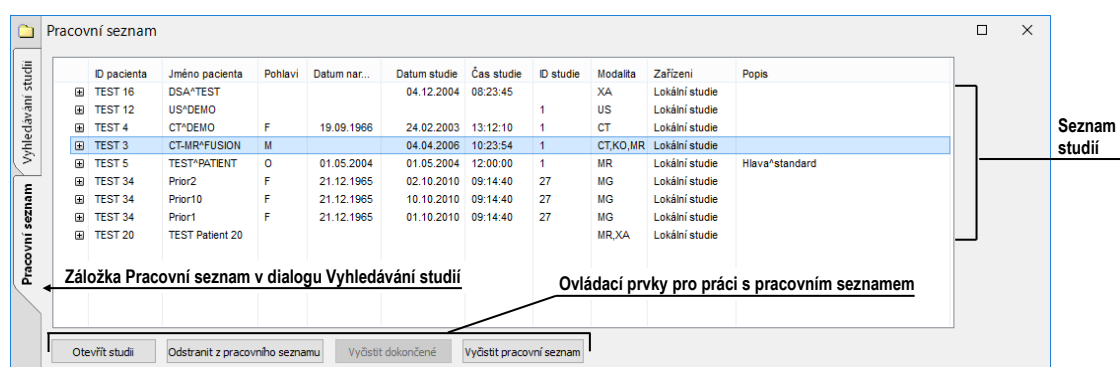 Pracovní seznam
Vyhledávání studií
Pracovní seznam
ID pacienta Jméno pacienta Pohlaví Datum nar... Datum studie Čas studie ID studie Modalita Zařízení Popis
TEST 16 DSA^TEST 04.12.2004 08:23:45 XA Lokální studie
TEST 12 US^DEMO 1 US Lokální studie
TEST 4 CT^DEMO F 19.09.1966 24.02.2003 13:12:10 1 CT Lokální studie
TEST 3 CT-MR^FUSION M 04.04.2006 10:23:54 1 CT,KO,MR Lokální studie
TEST 5 TEST^PATIENT O 01.05.2004 01.05.2004 12:00:00 1 MR Lokální studie Hlava^standard
TEST 34 Prior2 F 21.12.1965 02.10.2010 09:14:40 27 MG Lokální studie
TEST 34 Prior10 F 21.12.1965 10.10.2010 09:14:40 27 MG Lokální studie
TEST 34 Prior1 F 21.12.1965 01.10.2010 09:14:40 27 MG Lokální studie
TEST 20 TEST Patient 20 MR,XA Lokální studie
Seznam
studií
Záložka Pracovní seznam v dialogu Vyhledávání studií
Ovládací prvky pro práci s pracovním seznamem
Otevřít studii Odstranit z pracovního seznamu Vyčistit dokončené Vyčistit pracovní seznam